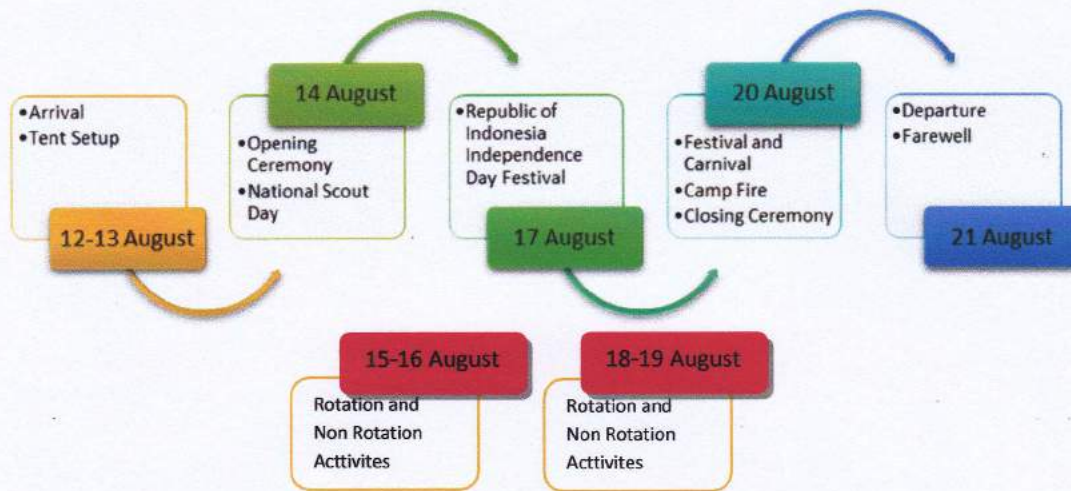 12-13 August
•Arrival
•Tent Setup
14 August
•Opening
Ceremony
•National Scout
Day
15-16 August
Rotation and
Non Rotation
Acttivites
17 August
•Republic of
Indonesia
Independence
Day Festival
18-19 August
Rotation and
Non Rotation
Acttivites
20 August
•Festival and
Carnival
•Camp Fire
•Closing Ceremony
21 August
•Departure
•Farewell